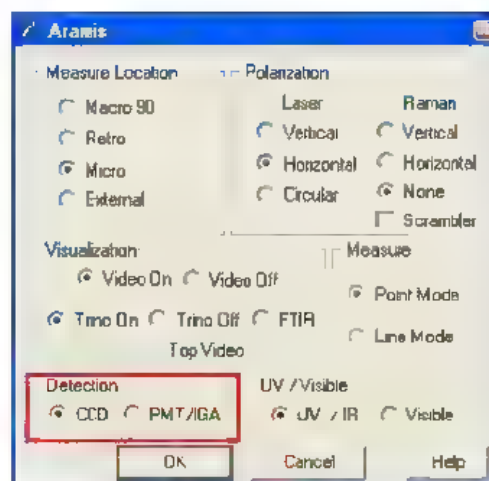 Aramis
Measure Location
Macro 90
Retro
Micro
External
Polarization
Laser
Vertical
Horizontal
Circular
Raman
Vertical
Horizontal
None
Scrambler
Visualization
Video On Video Off
Trino On Trino Off FTIR
Top Video
Measure
Point Mode
Line Mode
Detection
CCD PMT/IGA
UV / Visible
UV / IR Visible
OK Cancel Help